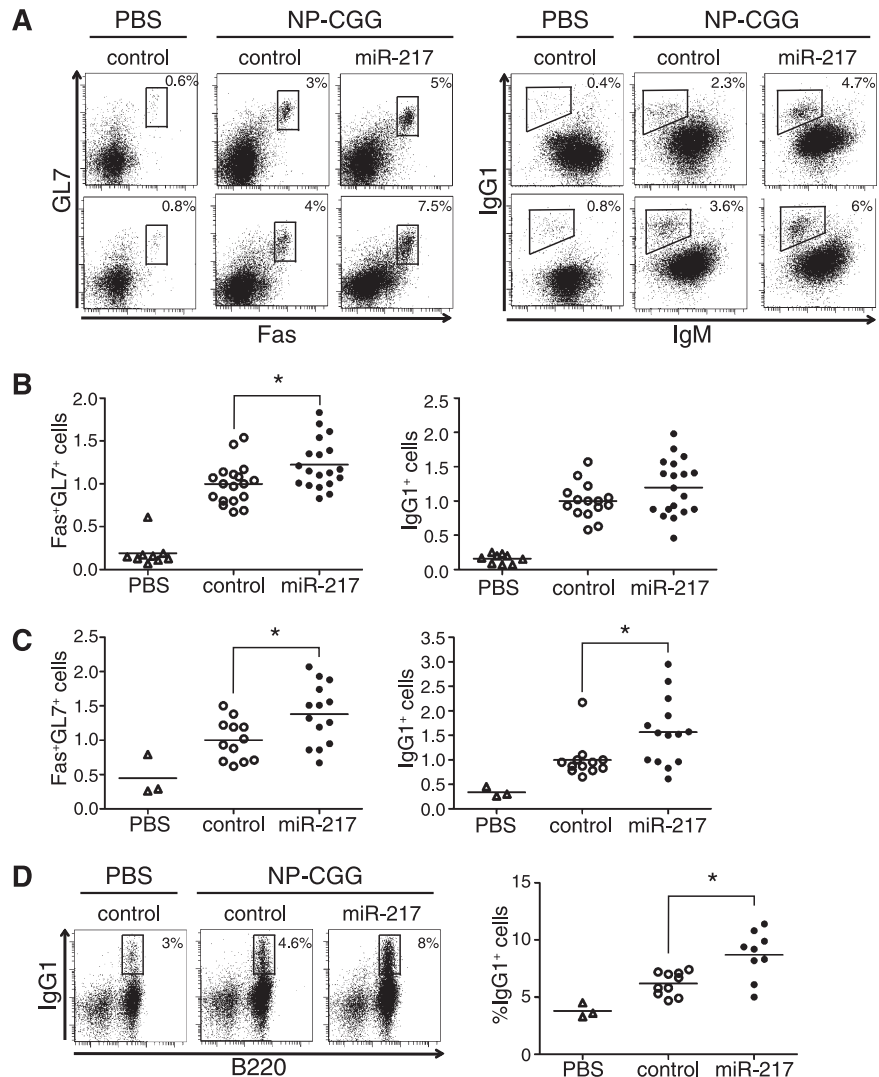 A
PBS NP-CGG PBS NP-CGG
control control miR-217 control control miR-217
0.6% 3% 5% 0.4% 2.3% 4.7%
0.8% 4% 7.5% 0.8% 3.6% 6%
GL7
IgG1
Fas IgM
B
*
Fas+GL7+ cells
2.0
1.5
1.0
0.5
0.0
PBS control miR-217
IgG1+ cells
2.5
2.0
1.5
1.0
0.5
0.0
PBS control miR-217
C
*
Fas+GL7+ cells
2.5
2.0
1.5
1.0
0.5
0.0
PBS control miR-217
*
IgG1+ cells
3.5
3.0
2.5
2.0
1.5
1.0
0.5
0.0
PBS control miR-217
D
PBS NP-CGG
control control miR-217
3% 4.6% 8%
IgG1
B220
*
%IgG1+ cells
15
10
5
0
PBS control miR-217